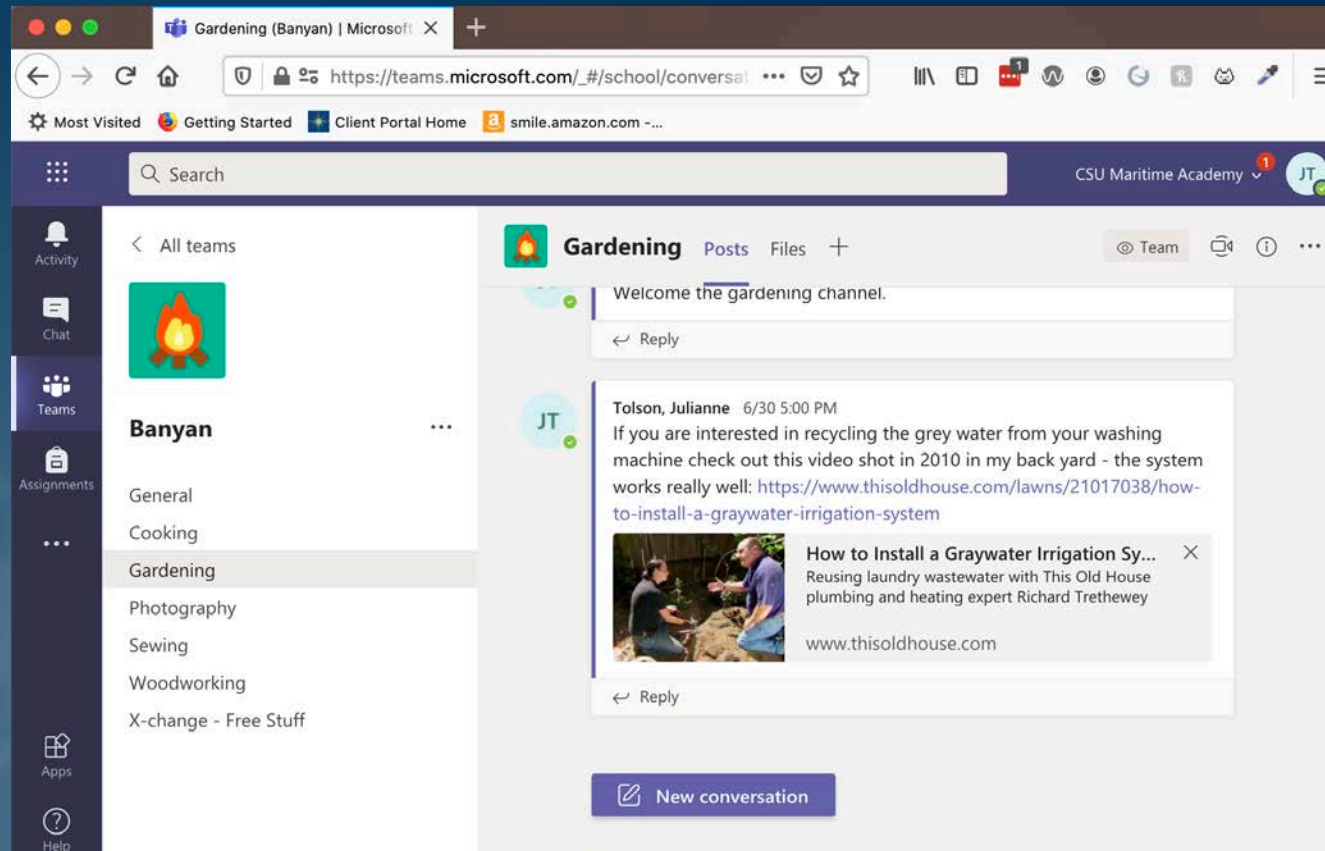 Gardening (Banyan) | Microsoft
https://teams.microsoft.com/_#/school/conversat
1
Most Visited
Getting Started
Client Portal Home
smile.amazon.com -...
Search
CSU Maritime Academy
1
JT
Activity
Chat
Teams
Assignments
Apps
Help
All teams
Banyan
General
Cooking
Gardening
Photography
Sewing
Woodworking
X-change - Free Stuff
Gardening
Posts
Files
Team
Welcome the gardening channel.
Reply
JT
Tolson, Julianne 6/30 5:00 PM
If you are interested in recycling the grey water from your washing
machine check out this video shot in 2010 in my back yard - the system
works really well: https://www.thisoldhouse.com/lawns/21017038/how-
to-install-a-graywater-irrigation-system
How to Install a Graywater Irrigation Sy...
Reusing laundry wastewater with This Old House
plumbing and heating expert Richard Trethewey
www.thisoldhouse.com
Reply
New conversation